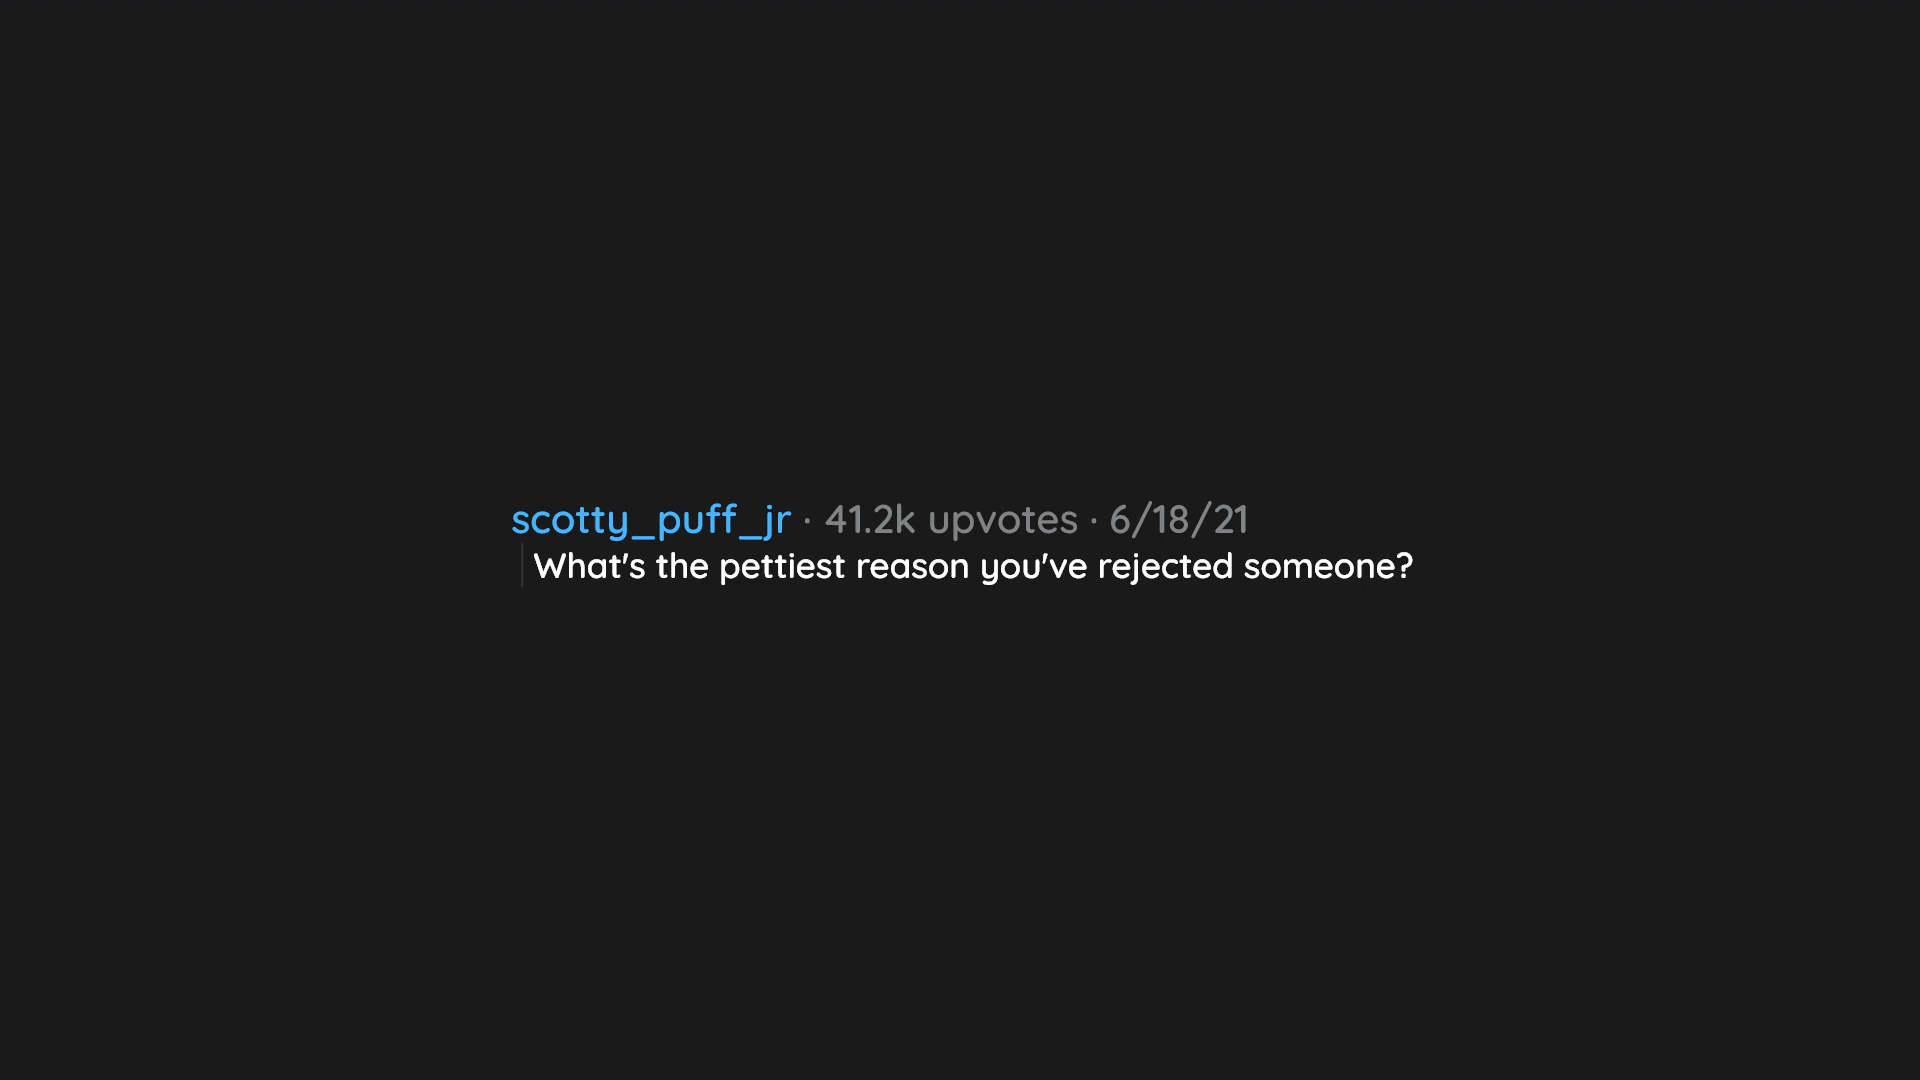 scotty_puff_jr · 41.2k upvotes · 6/18/21
What's the pettiest reason you've rejected someone?